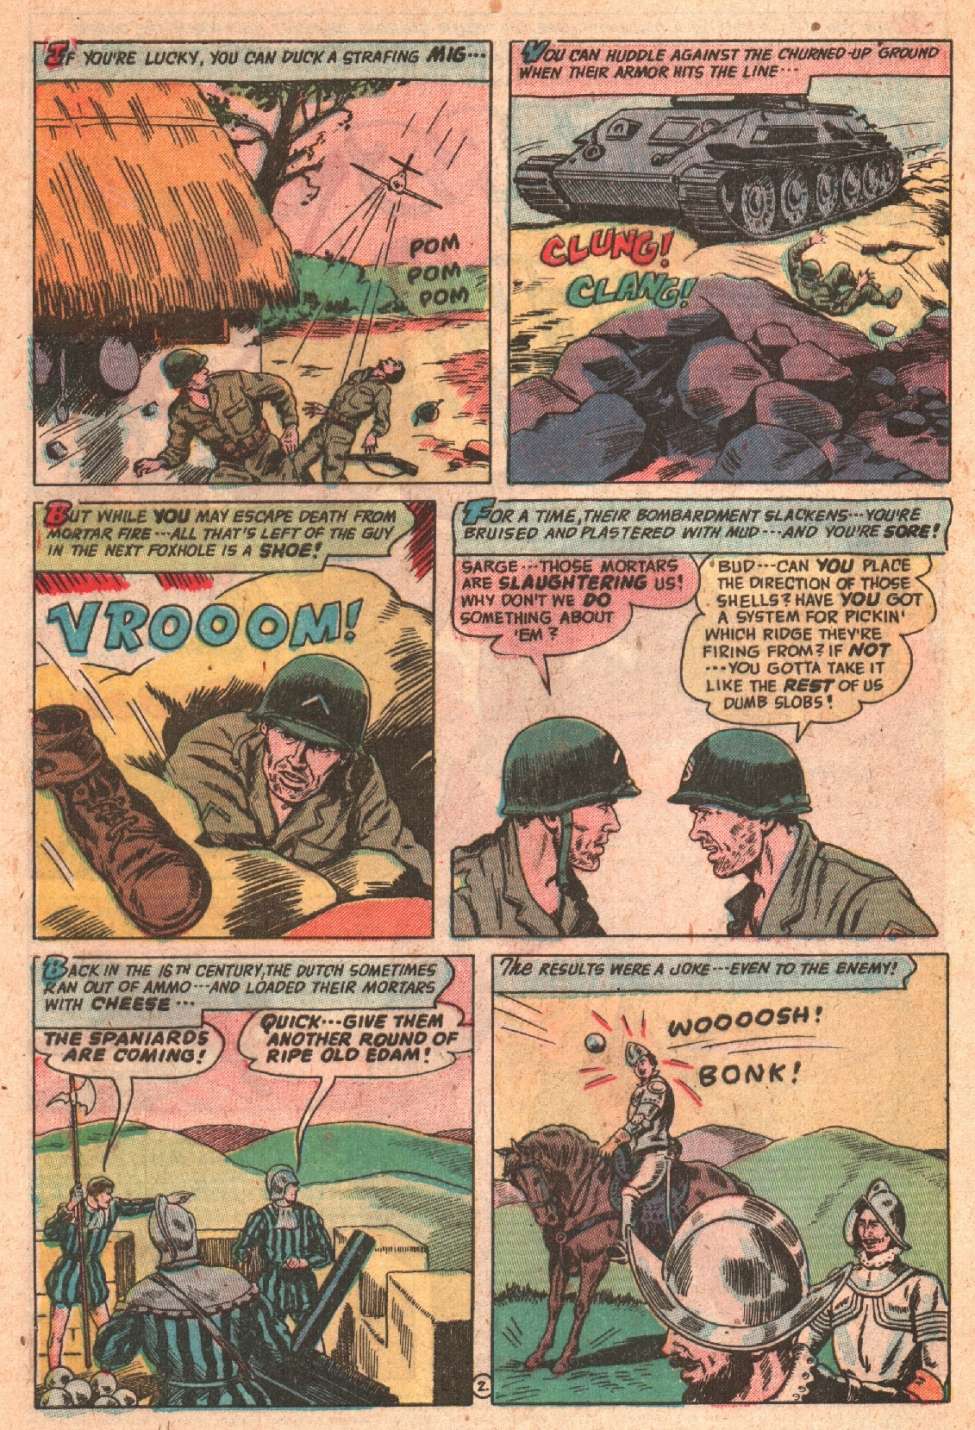 IF YOU'RE LUCKY, YOU CAN DUCK A STRAFING MIG---
POM
POM
POM
YOU CAN HUDDLE AGAINST THE CHURNED-UP GROUND
WHEN THEIR ARMOR HITS THE LINE---
CLUNG!
CLANG!
BUT WHILE YOU MAY ESCAPE DEATH FROM
MORTAR FIRE---ALL THAT'S LEFT OF THE GUY
IN THE NEXT FOXHOLE IS A SHOE!
VROOOM!
FOR A TIME, THEIR BOMBARDMENT SLACKENS---YOU'RE
BRUISED AND PLASTERED WITH MUD---AND YOU'RE SORE!
SARGE---THOSE MORTARS
ARE SLAUGHTERING US!
WHY DON'T WE DO
SOMETHING ABOUT
'EM?
BUD---CAN YOU PLACE
THE DIRECTION OF THOSE
SHELLS? HAVE YOU GOT
A SYSTEM FOR PICKIN'
WHICH RIDGE THEY'RE
FIRING FROM? IF NOT
---YOU GOTTA TAKE IT
LIKE THE REST OF US
DUMB SLOBS!
BACK IN THE 16TH CENTURY, THE DUTCH SOMETIMES
RAN OUT OF AMMO---AND LOADED THEIR MORTARS
WITH CHEESE---
THE SPANIARDS
ARE COMING!
QUICK---GIVE THEM
ANOTHER ROUND OF
RIPE OLD EDAM!
2
THE RESULTS WERE A JOKE---EVEN TO THE ENEMY!
WOOOOSH!
BONK!